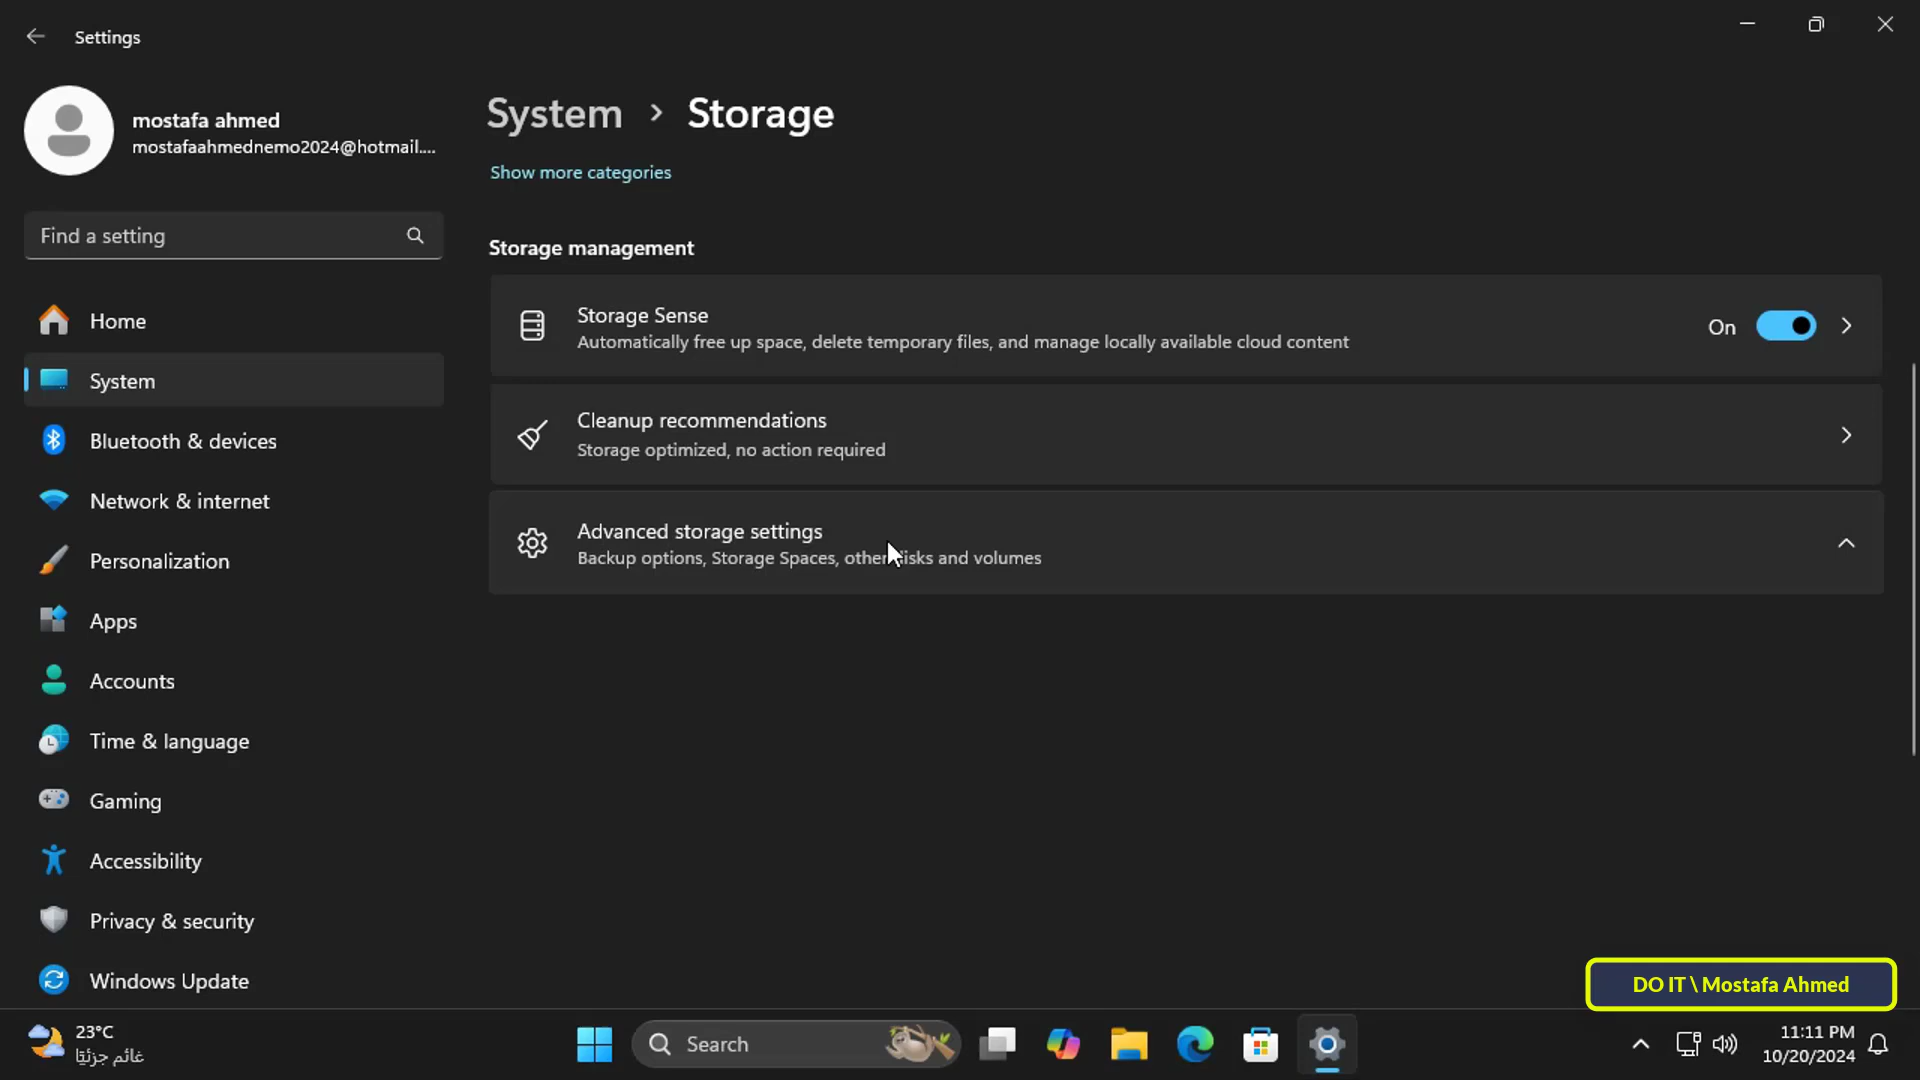 Settings
mostafa ahmed
mostafaahmednemo2024@hotmail....
Find a setting
Home
System
Bluetooth & devices
Network & internet
Personalization
Apps
Accounts
Time & language
Gaming
Accessibility
Privacy & security
Windows Update
System > Storage
Show more categories
Storage management
Storage Sense
Automatically free up space, delete temporary files, and manage locally available cloud content
On
Cleanup recommendations
Storage optimized, no action required
Advanced storage settings
Backup options, Storage Spaces, other disks and volumes
DO IT \ Mostafa Ahmed
23°C
غائم جزئيًا
Search
11:11 PM
10/20/2024